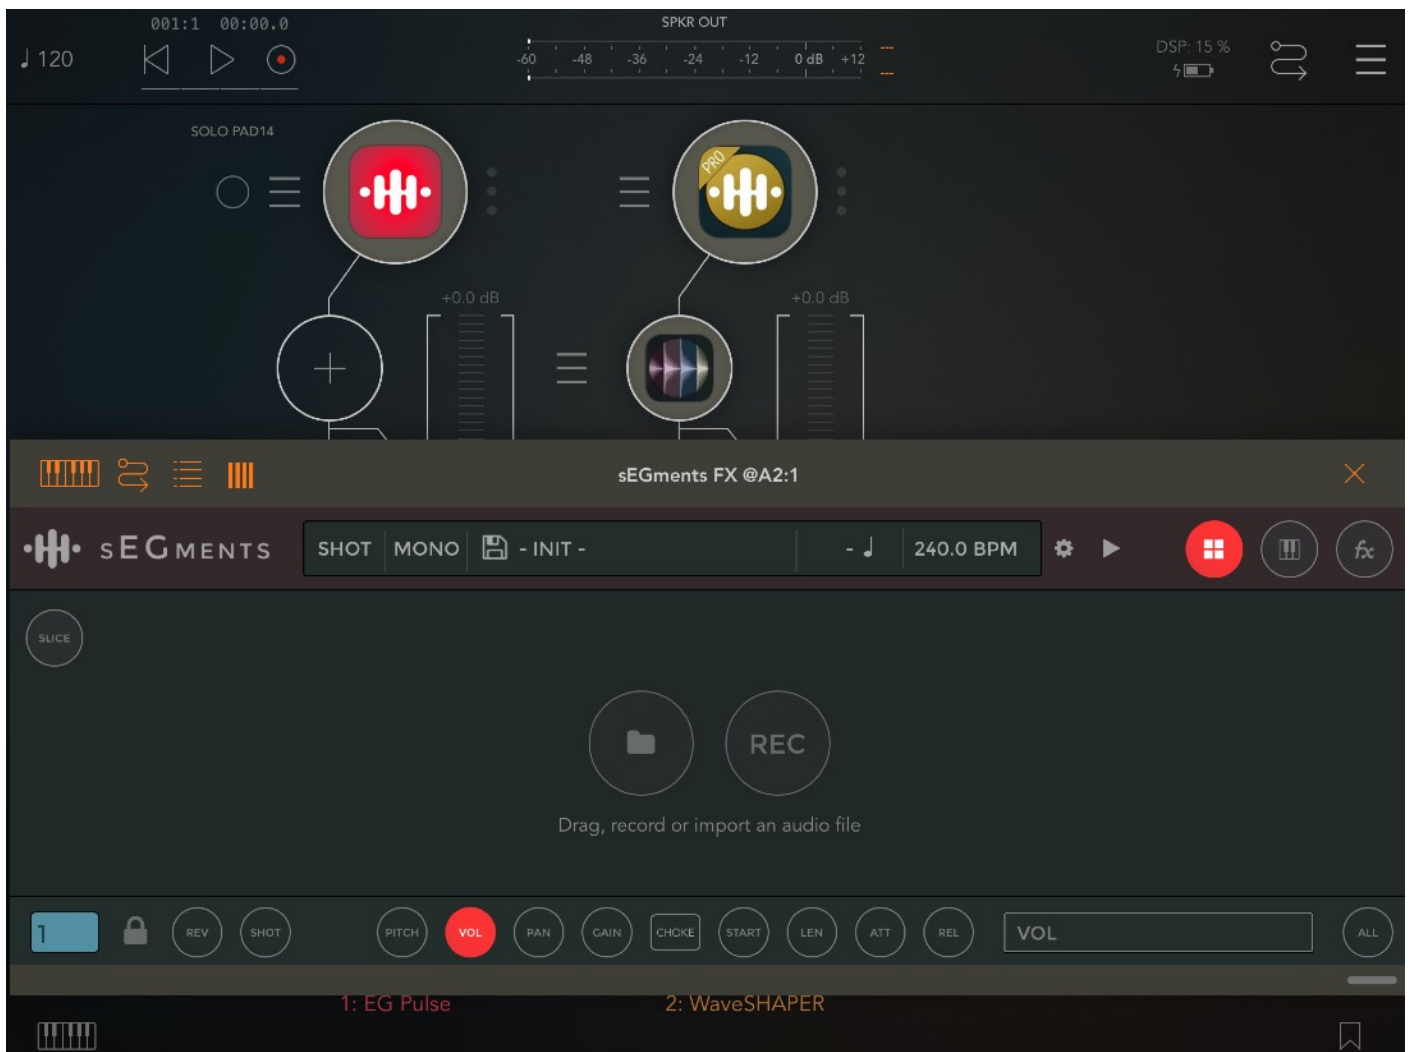 001:1 00:00.0
SPKR OUT
120
-60 -48 -36 -24 -12 0 dB +12
DSP: 15 %
SOLO PAD14
PRO
+0.0 dB
+0.0 dB
sEGments FX @A2:1
sEGMENTS
SHOT MONO - INIT - - 240.0 BPM
fx
SLICE
REC
Drag, record or import an audio file
1 REV SHOT PITCH VOL PAN GAIN CHOKE START LEN ATT REL VOL ALL
1: EG Pulse
2: WaveSHAPER